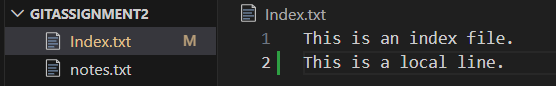 GITASSIGNMENT2
Index.txt M
notes.txt
Index.txt
1 This is an index file.
2 This is a local line.